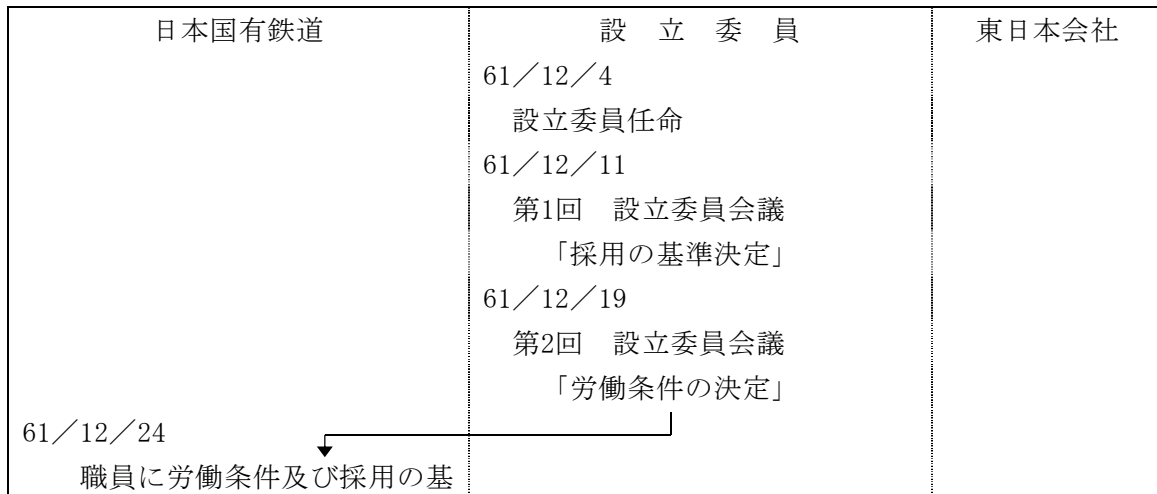 日本国有鉄道 設立委員 東日本会社
61／12／4
設立委員任命
61／12／11
第1回　設立委員会議
「採用の基準決定」
61／12／19
第2回　設立委員会議
「労働条件の決定」
61／12／24
職員に労働条件及び採用の基